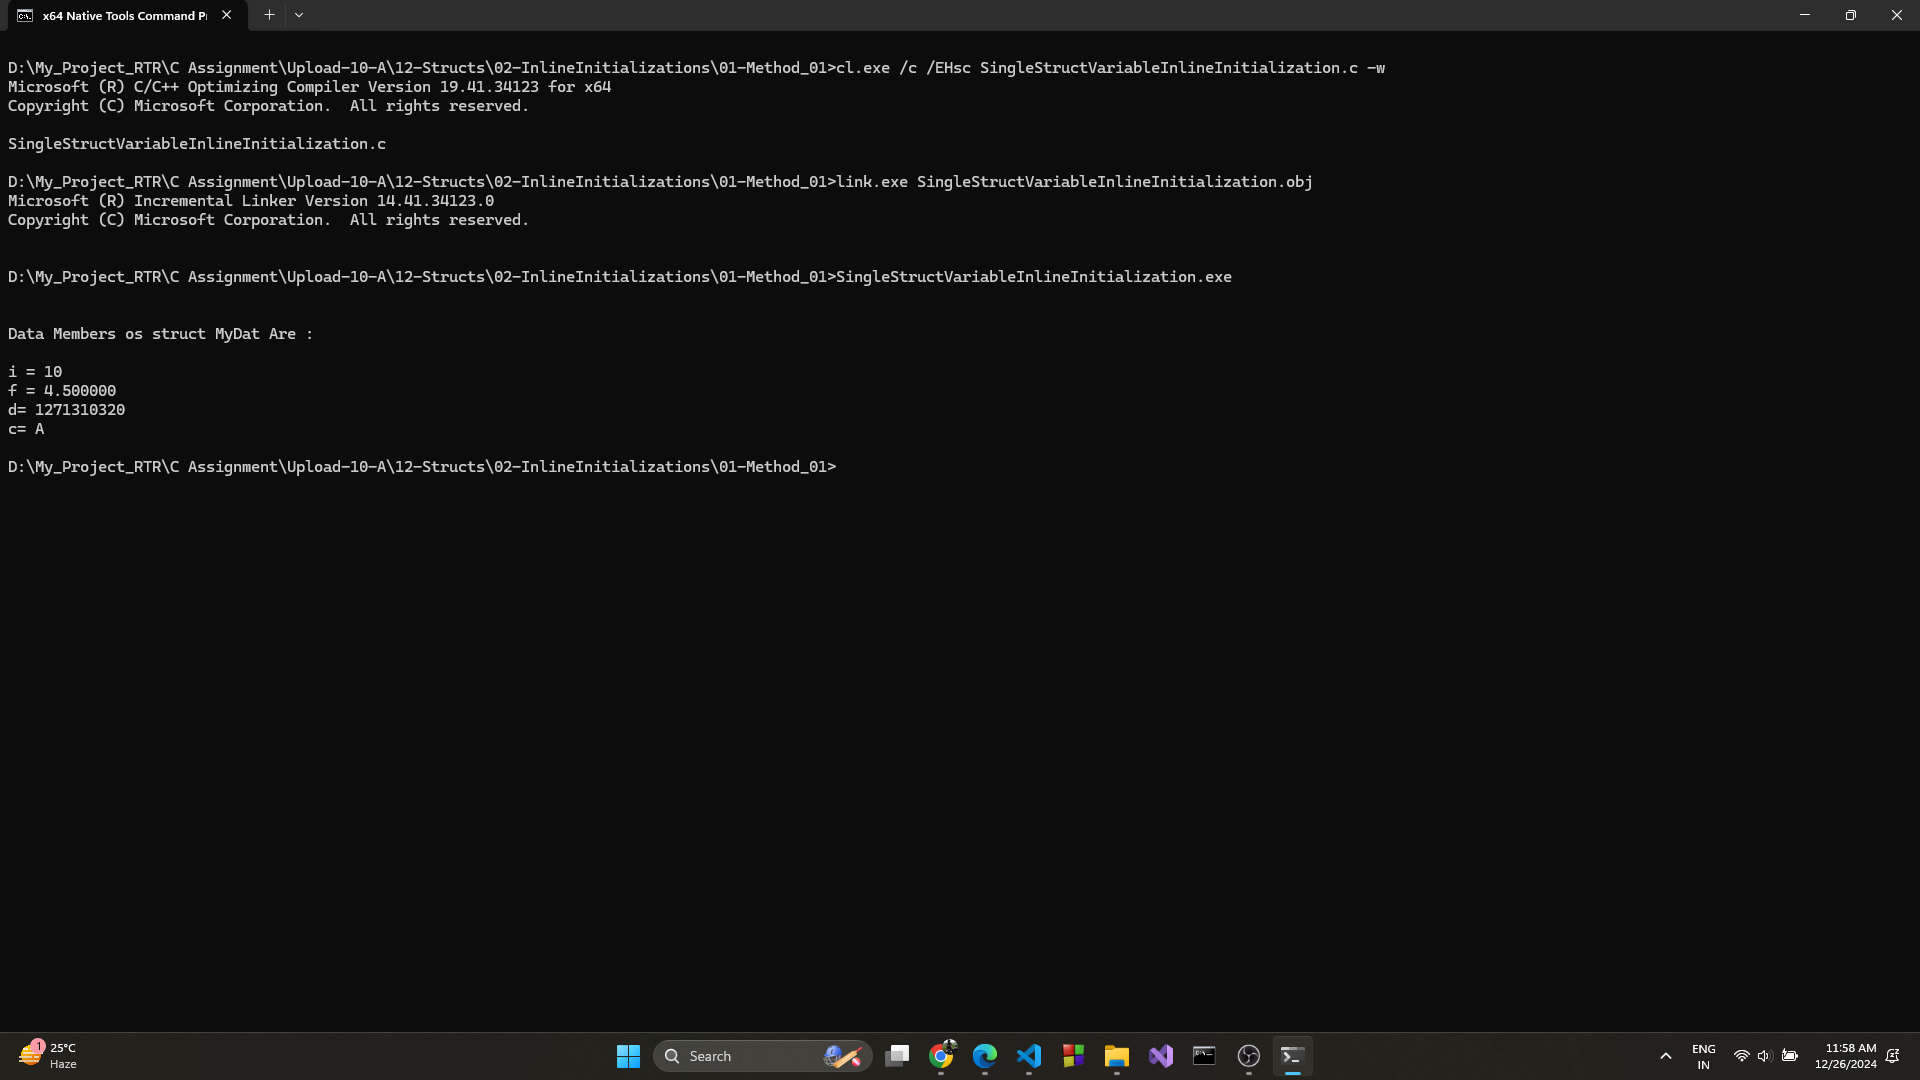 x64 Native Tools Command P
D:\My_Project_RTR\C Assignment\Upload-10-A\12-Structs\02-InlineInitializations\01-Method_01>cl.exe /c /EHsc SingleStructVariableInlineInitialization.c -w
Microsoft (R) C/C++ Optimizing Compiler Version 19.41.34123 for x64
Copyright (C) Microsoft Corporation.  All rights reserved.
SingleStructVariableInlineInitialization.c
D:\My_Project_RTR\C Assignment\Upload-10-A\12-Structs\02-InlineInitializations\01-Method_01>link.exe SingleStructVariableInlineInitialization.obj
Microsoft (R) Incremental Linker Version 14.41.34123.0
Copyright (C) Microsoft Corporation.  All rights reserved.
D:\My_Project_RTR\C Assignment\Upload-10-A\12-Structs\02-InlineInitializations\01-Method_01>SingleStructVariableInlineInitialization.exe
Data Members os struct MyDat Are :
i = 10
f = 4.500000
d= 1271310320
c= A
D:\My_Project_RTR\C Assignment\Upload-10-A\12-Structs\02-InlineInitializations\01-Method_01>
1
25°C
Haze
Search
ENG
IN
11:58 AM
12/26/2024